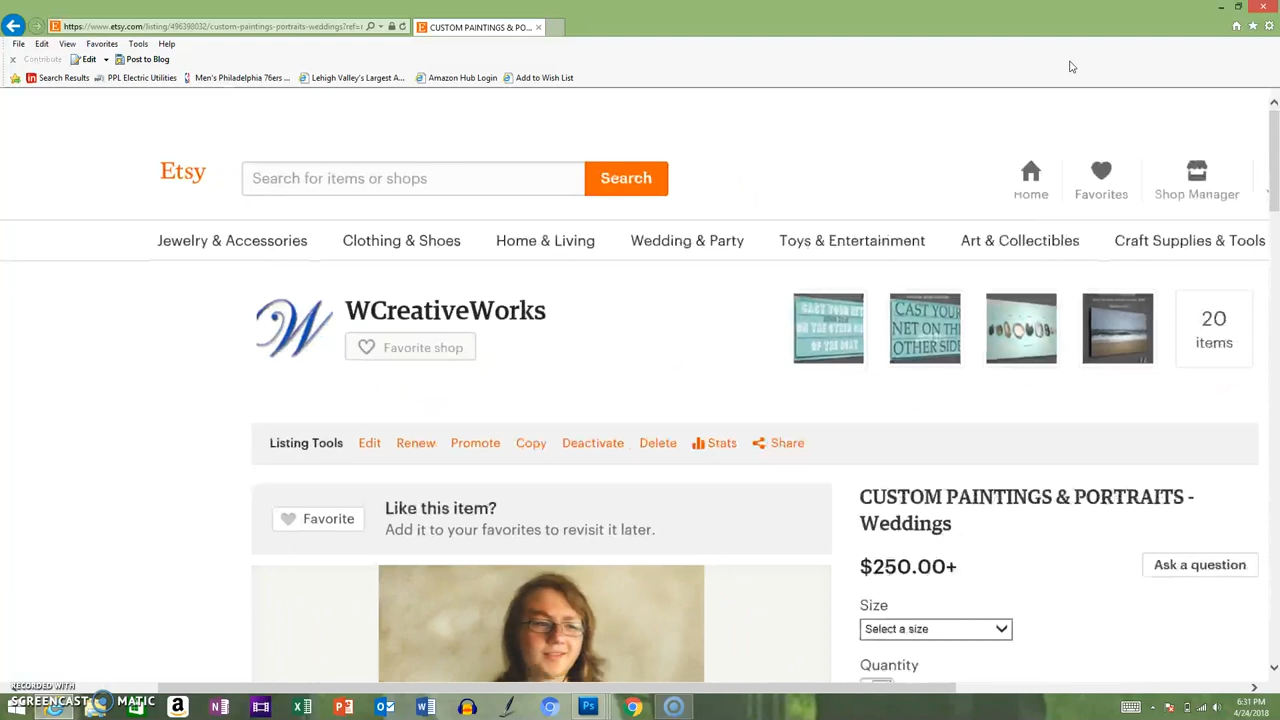 https://www.etsy.com/listing/496398032/custom-paintings-portraits-weddings?ref=
CUSTOM PAINTINGS & PO...
File Edit View Favorites Tools Help
Contribute Edit Post to Blog
Search Results PPL Electric Utilities Men's Philadelphia 76ers ... Lehigh Valley's Largest A... Amazon Hub Login Add to Wish List
Etsy
Search for items or shops
Search
Home Favorites Shop Manager
Jewelry & Accessories Clothing & Shoes Home & Living Wedding & Party Toys & Entertainment Art & Collectibles Craft Supplies & Tools
W
WCreativeWorks
Favorite shop
CAST YOUR
NET ON THE
OTHER SIDE
20
items
Listing Tools Edit Renew Promote Copy Deactivate Delete Stats Share
Favorite
Like this item?
Add it to your favorites to revisit it later.
CUSTOM PAINTINGS & PORTRAITS -
Weddings
$250.00+
Ask a question
Size
Select a size
Quantity
RECORDED WITH
SCREENCAST MATIC
6:31 PM
4/24/2018